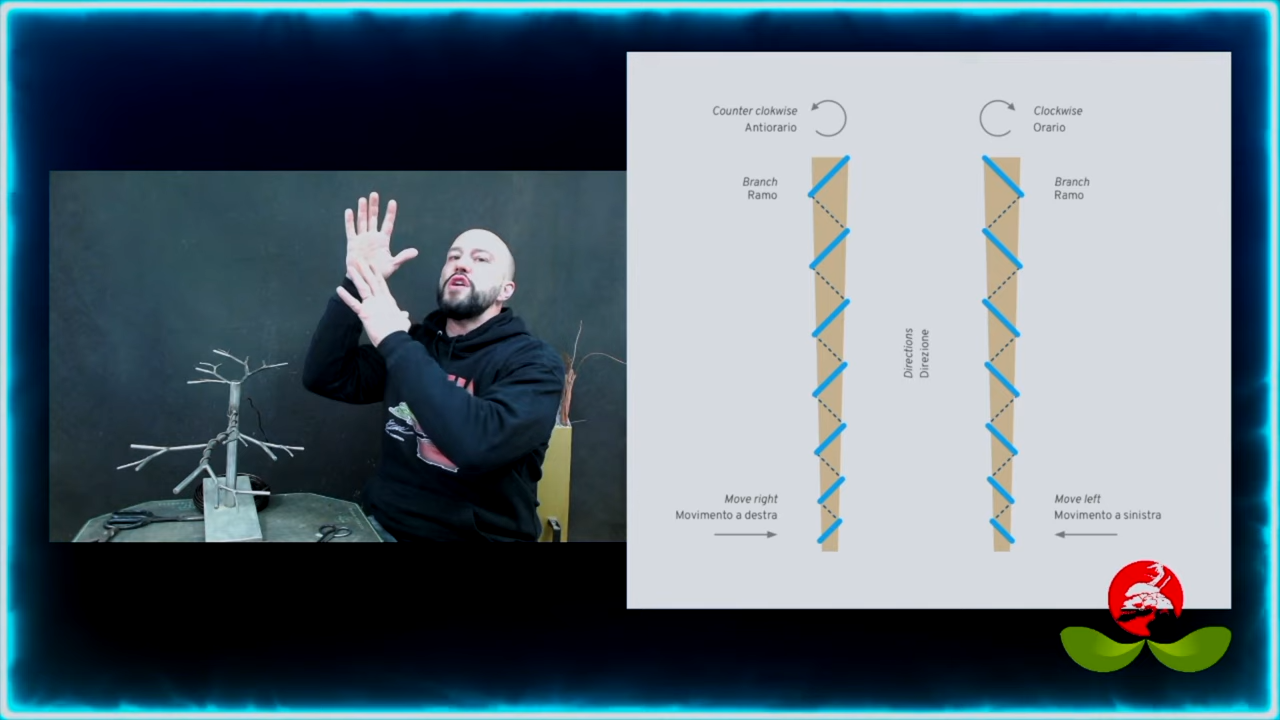 Counter clokwise
Antiorario
Clockwise
Orario
Branch
Ramo
Branch
Ramo
Directions
Direzione
Move right
Movimento a destra
Move left
Movimento a sinistra